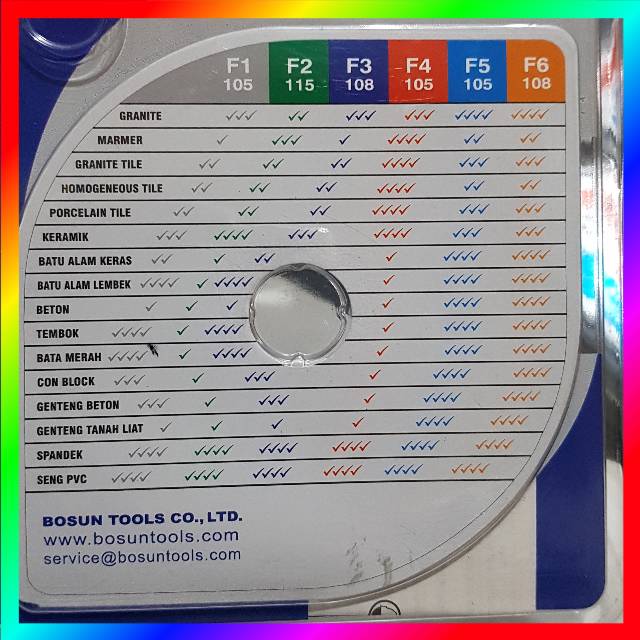 F1 F2 F3 F4 F5 F6
105 115 108 105 105 108
GRANITE ✓✓✓ ✓✓ ✓✓✓ ✓✓✓ ✓✓✓✓ ✓✓✓✓
MARMER ✓ ✓✓✓ ✓ ✓✓✓✓ ✓✓ ✓✓
GRANITE TILE ✓✓ ✓✓ ✓✓ ✓✓✓✓ ✓✓✓ ✓✓✓
HOMOGENEOUS TILE ✓✓ ✓✓ ✓✓ ✓✓✓✓ ✓✓ ✓✓
PORCELAIN TILE ✓✓ ✓✓ ✓✓ ✓✓✓✓ ✓✓✓ ✓✓✓
KERAMIK ✓✓✓ ✓✓✓✓ ✓✓✓ ✓✓✓✓ ✓✓✓ ✓✓✓
BATU ALAM KERAS ✓✓ ✓ ✓✓ ✓ ✓✓✓ ✓✓✓
BATU ALAM LEMBEK ✓✓✓✓ ✓ ✓✓✓✓ ✓ ✓✓✓✓ ✓✓✓✓
BETON ✓ ✓ ✓ ✓ ✓✓✓✓ ✓✓✓✓
TEMBOK ✓✓✓✓ ✓ ✓✓✓✓ ✓ ✓✓✓✓ ✓✓✓✓
BATA MERAH ✓✓✓✓ ✓ ✓✓✓✓ ✓ ✓✓✓✓ ✓✓✓✓
CON BLOCK ✓✓✓ ✓ ✓✓✓ ✓ ✓✓✓✓ ✓✓✓✓
GENTENG BETON ✓✓✓ ✓ ✓✓✓ ✓ ✓✓✓✓ ✓✓✓✓
GENTENG TANAH LIAT ✓ ✓ ✓ ✓ ✓✓✓✓ ✓✓✓✓
SPANDEK ✓✓✓✓ ✓✓✓✓ ✓✓✓✓ ✓✓✓✓ ✓✓✓✓ ✓✓✓✓
SENG PVC ✓✓✓✓ ✓✓✓✓ ✓✓✓✓ ✓✓✓✓ ✓✓✓✓ ✓✓✓✓
BOSUN TOOLS CO., LTD.
www.bosuntools.com
service@bosuntools.com